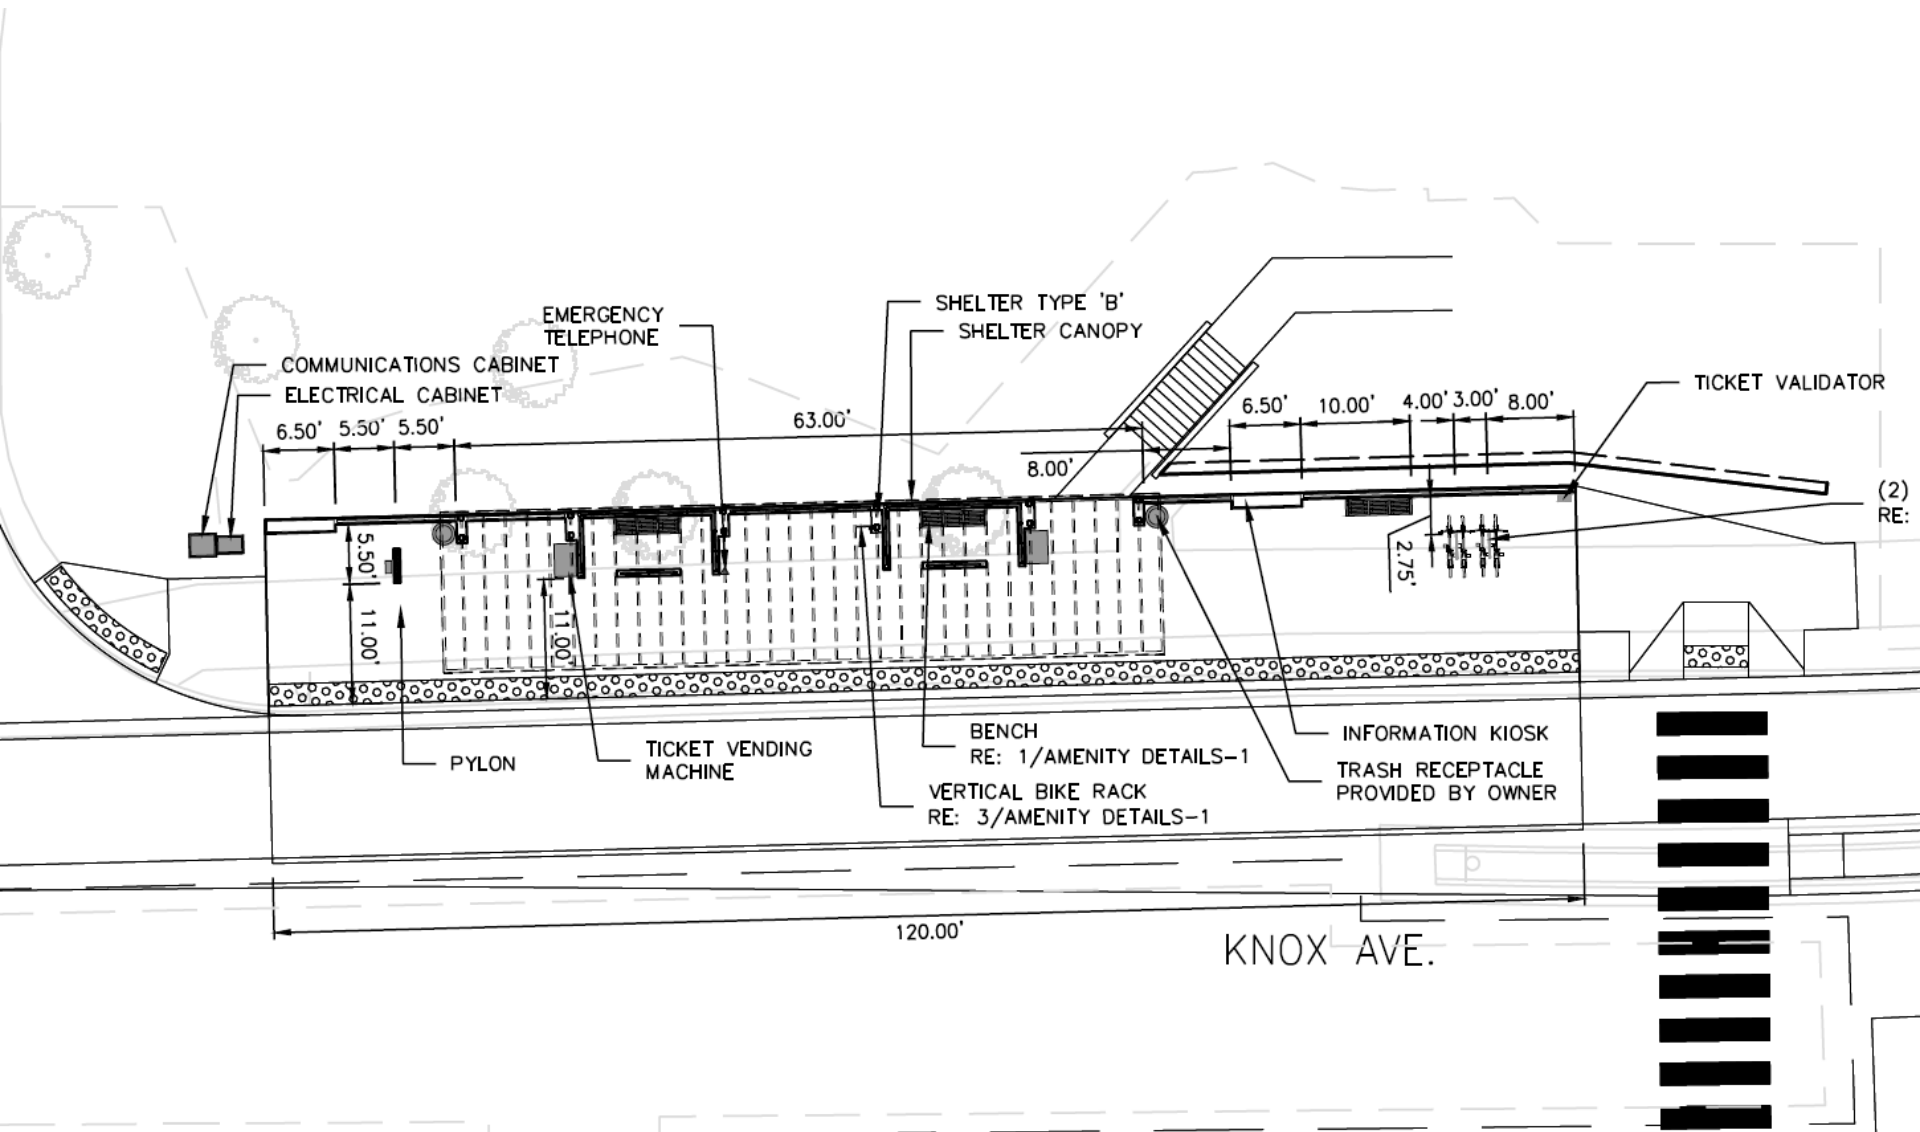 SHELTER TYPE 'B'
EMERGENCY
TELEPHONE
SHELTER CANOPY
COMMUNICATIONS CABINET
ELECTRICAL CABINET
TICKET VALIDATOR
6.50'
5.50'
5.50'
63.00'
8.00'
6.50'
10.00'
4.00'
3.00'
8.00'
(2)
RE:
5.50'
11.00'
11.00'
2.75'
PYLON
TICKET VENDING
MACHINE
BENCH
RE: 1/AMENITY DETAILS-1
VERTICAL BIKE RACK
RE: 3/AMENITY DETAILS-1
INFORMATION KIOSK
TRASH RECEPTACLE
PROVIDED BY OWNER
120.00'
KNOX AVE.